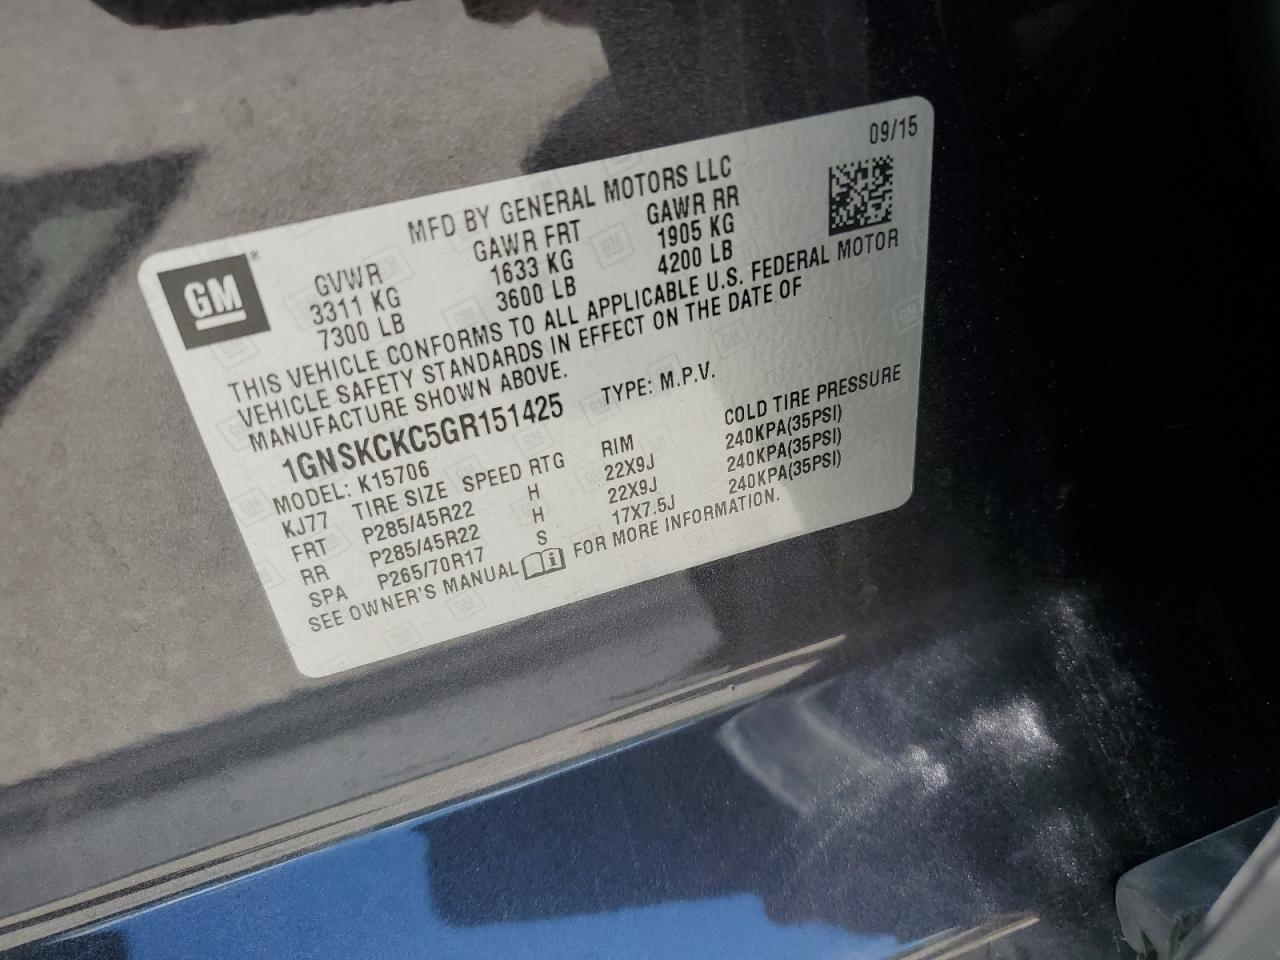 09/15
MFD BY GENERAL MOTORS LLC
GM ®
GVWR GAWR FRT GAWR RR
3311 KG 1633 KG 1905 KG
7300 LB 3600 LB 4200 LB
THIS VEHICLE CONFORMS TO ALL APPLICABLE U.S. FEDERAL MOTOR
VEHICLE SAFETY STANDARDS IN EFFECT ON THE DATE OF
MANUFACTURE SHOWN ABOVE.
1GNSKCKC5GR151425 TYPE: M.P.V.
MODEL: K15706
KJ77 TIRE SIZE SPEED RTG RIM COLD TIRE PRESSURE
FRT P285/45R22 H 22X9J 240KPA(35PSI)
RR P285/45R22 H 22X9J 240KPA(35PSI)
SPA P265/70R17 S 17X7.5J 240KPA(35PSI)
SEE OWNER'S MANUAL i FOR MORE INFORMATION.